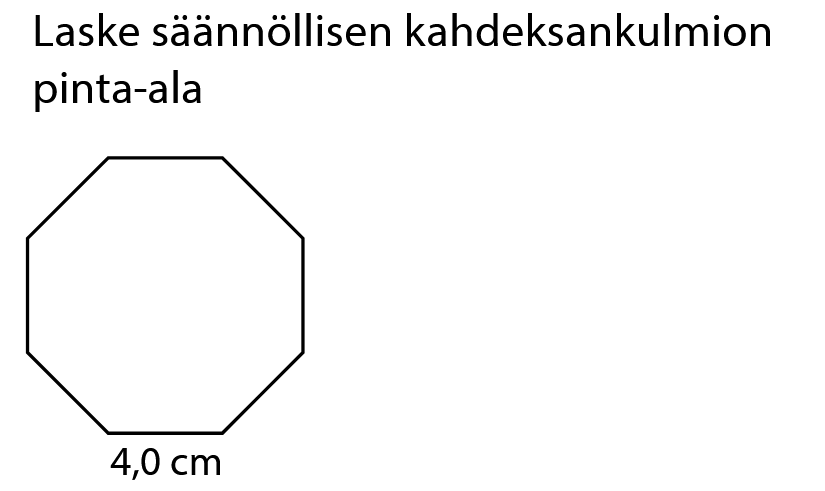 Laske säännöllisen kahdeksankulmion
pinta-ala
4,0 cm